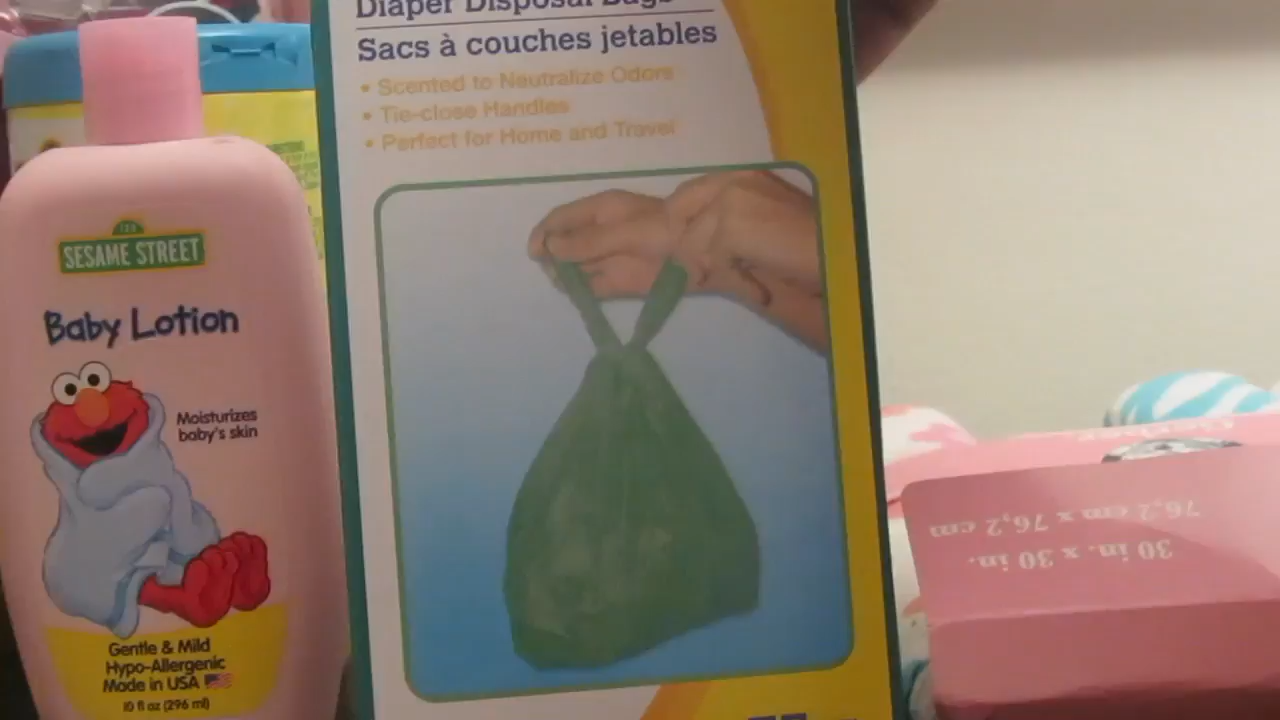 Diaper Disposal Bags
Sacs à couches jetables
• Scented to Neutralize Odors
• Tie-close Handles
• Perfect for Home and Travel
123
SESAME STREET
Baby Lotion
Moisturizes
baby's skin
Gentle & Mild
Hypo-Allergenic
Made in USA
10 fl oz (296 ml)
30 in. x 30 in.
76,2 cm x 76,2 cm